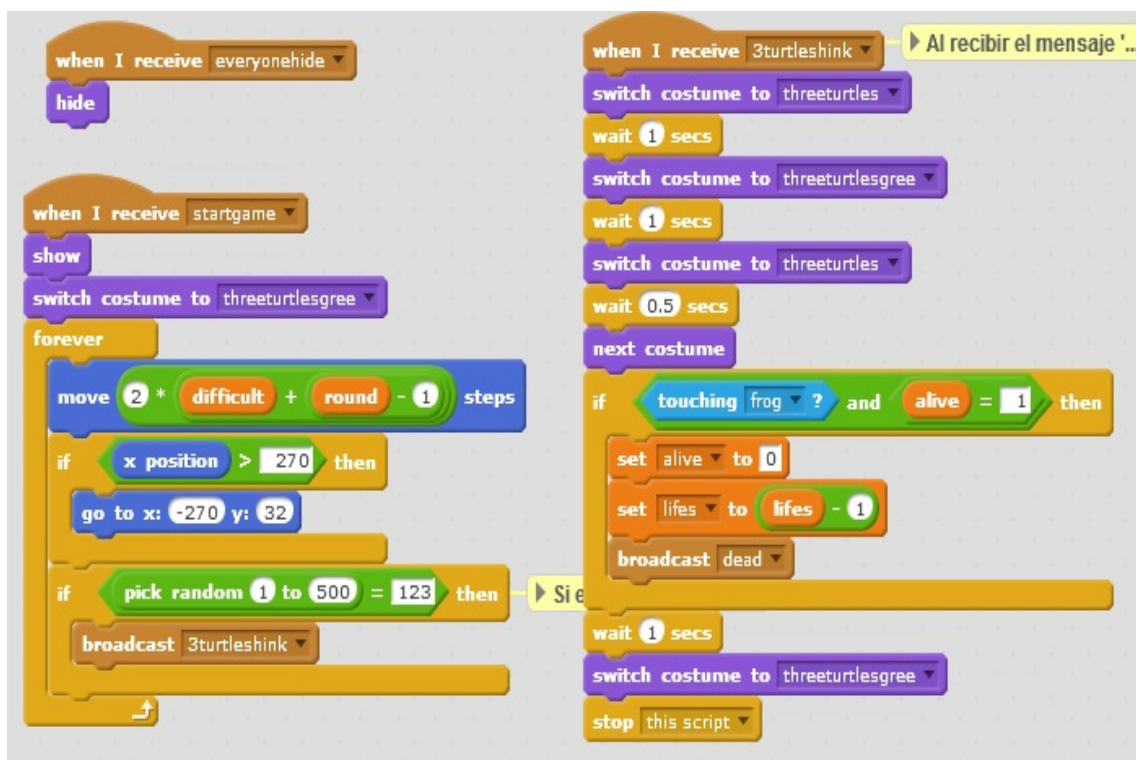 when I receive everyonehide
hide
when I receive startgame
show
switch costume to threeturtlesgree
forever
move 2 * difficult + round - 1 steps
if x position > 270 then
go to x: -270 y: 32
if pick random 1 to 500 = 123 then
Si e
broadcast 3turtleshink
when I receive 3turtleshink
Al recibir el mensaje '...
switch costume to threeturtles
wait 1 secs
switch costume to threeturtlesgree
wait 1 secs
switch costume to threeturtles
wait 0.5 secs
next costume
if touching frog ? and alive = 1 then
set alive to 0
set lifes to lifes - 1
broadcast dead
wait 1 secs
switch costume to threeturtlesgree
stop this script